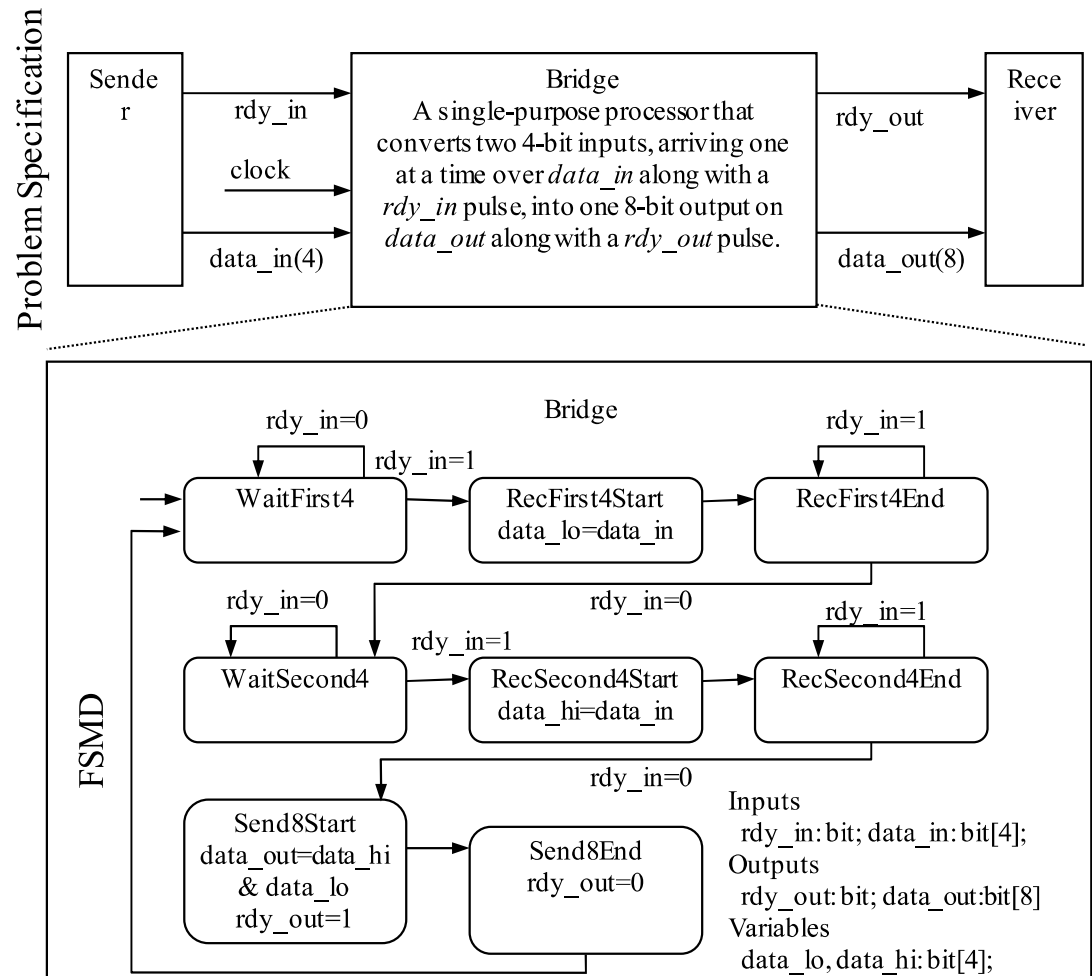 Problem Specification
Sende
r
rdy_in
clock
data_in(4)
Bridge
A single-purpose processor that
converts two 4-bit inputs, arriving one
at a time over data_in along with a
rdy_in pulse, into one 8-bit output on
data_out along with a rdy_out pulse.
rdy_out
data_out(8)
Rece
iver
FSMD
Bridge
rdy_in=0
rdy_in=1
rdy_in=1
WaitFirst4
RecFirst4Start
data_lo=data_in
RecFirst4End
rdy_in=0
rdy_in=0
rdy_in=1
rdy_in=1
WaitSecond4
RecSecond4Start
data_hi=data_in
RecSecond4End
rdy_in=0
Send8Start
data_out=data_hi
& data_lo
rdy_out=1
Send8End
rdy_out=0
Inputs
rdy_in: bit; data_in: bit[4];
Outputs
rdy_out: bit; data_out:bit[8]
Variables
data_lo, data_hi: bit[4];